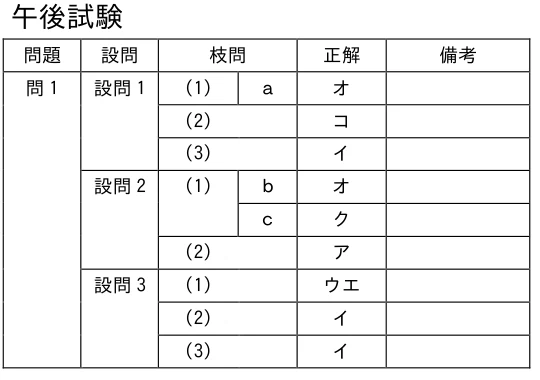 午後試験
問題 設問 枝問 正解 備考
問1 設問1 (1) a オ
(2) コ
(3) イ
設問2 (1) b オ
c ク
(2) ア
設問3 (1) ウエ
(2) イ
(3) イ